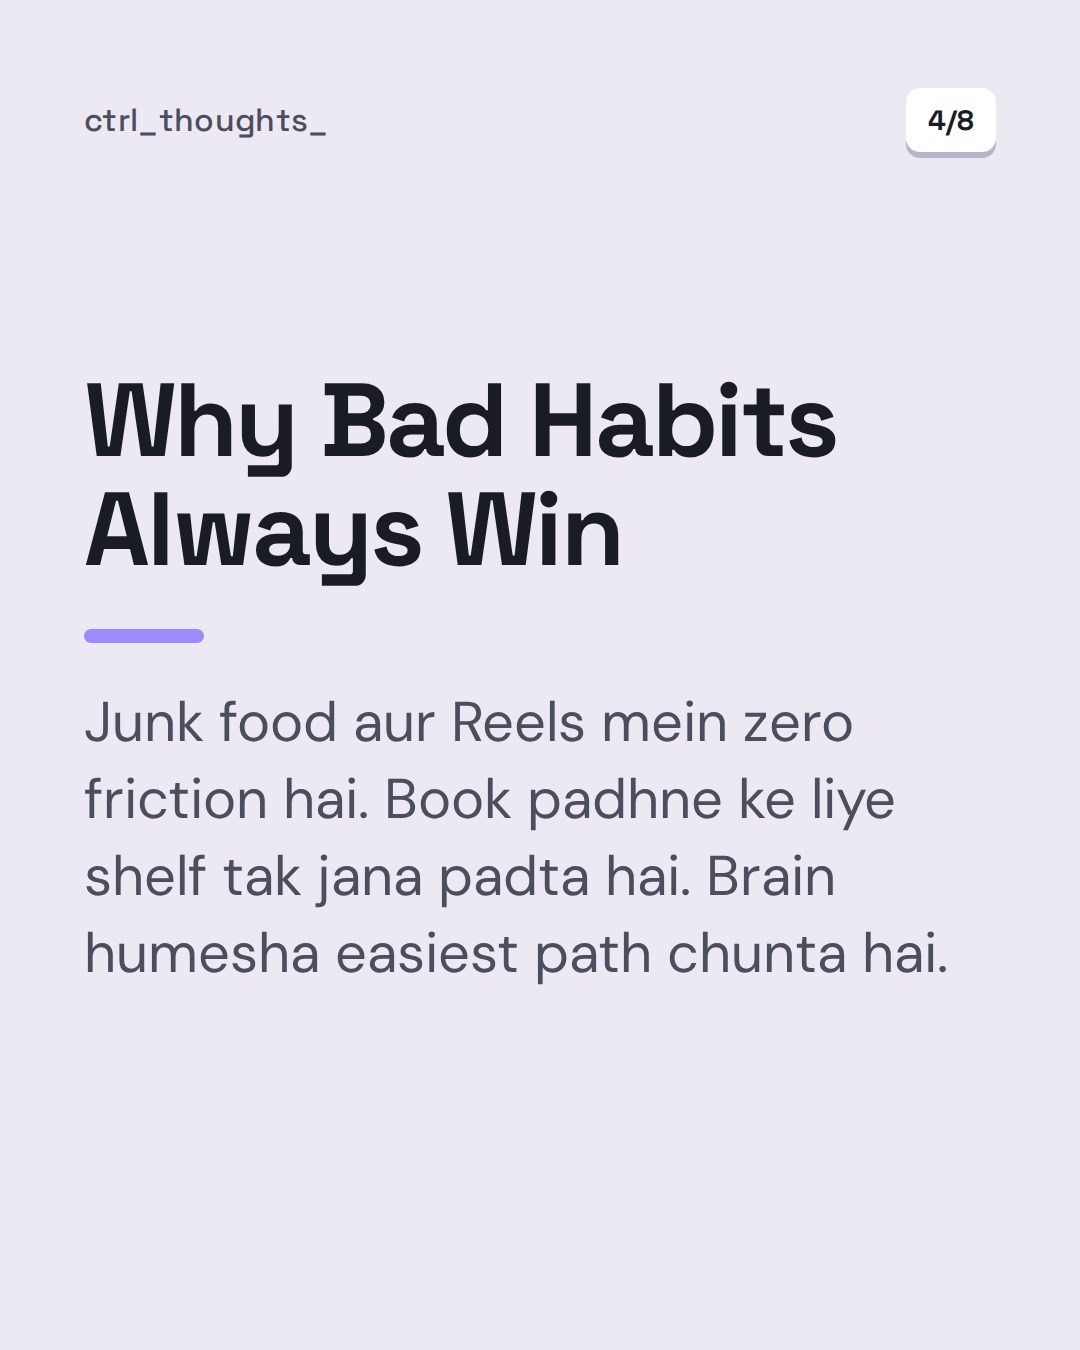 ctrl_thoughts_
4/8
Why Bad Habits
Always Win
Junk food aur Reels mein zero
friction hai. Book padhne ke liye
shelf tak jana padta hai. Brain
humesha easiest path chunta hai.